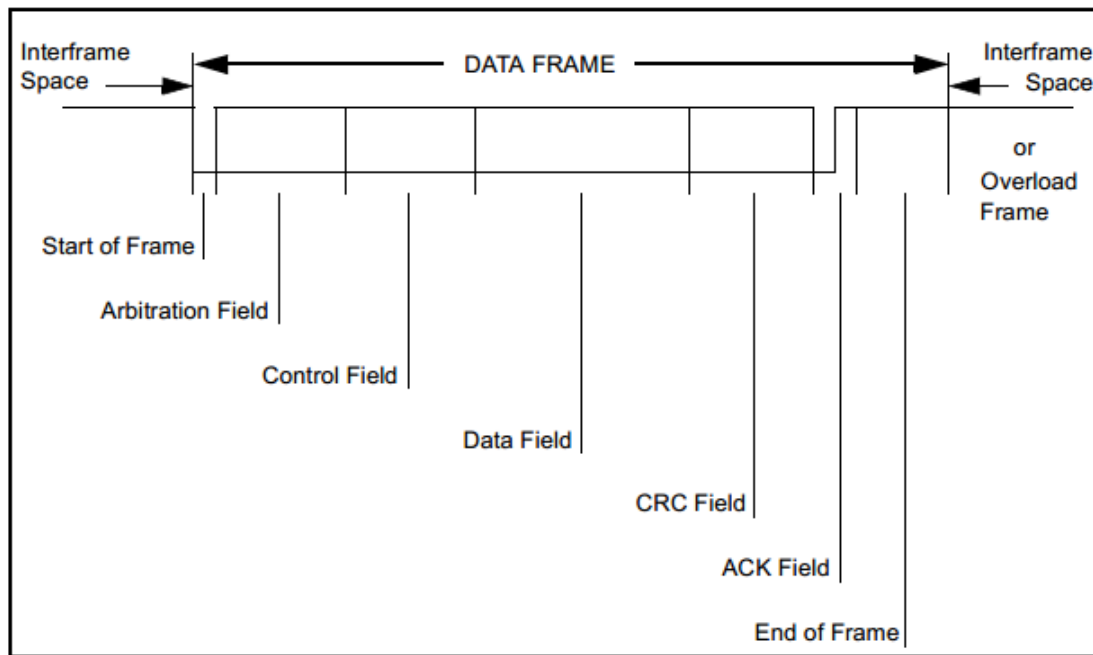 Interframe
Space
DATA FRAME
Interframe
Space
or
Overload
Frame
Start of Frame
Arbitration Field
Control Field
Data Field
CRC Field
ACK Field
End of Frame